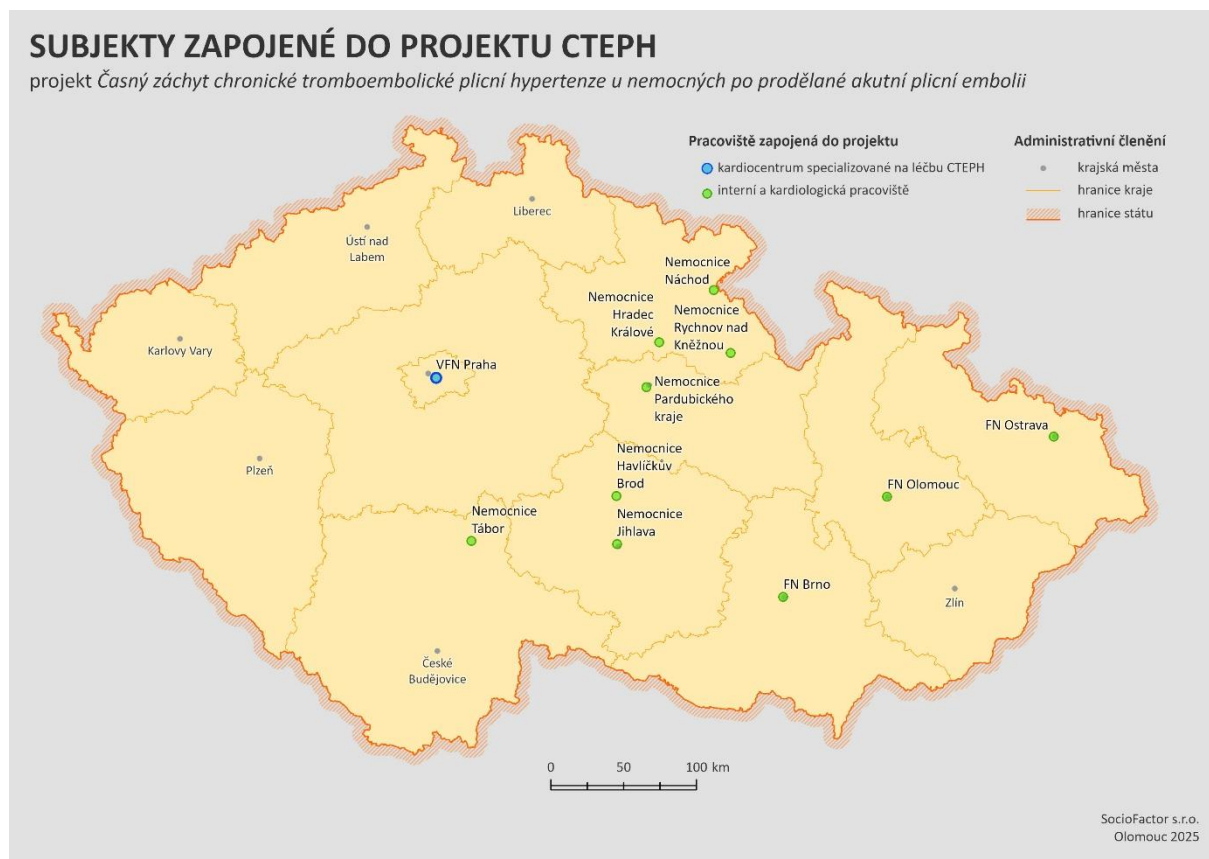 SUBJEKTY ZAPOJENÉ DO PROJEKTU CTEPH
projekt Časný záchyt chronické tromboembolické plicní hypertenze u nemocných po prodělané akutní plicní embolii
Pracoviště zapojená do projektu
kardiocentrum specializované na léčbu CTEPH
interní a kardiologická pracoviště
Administrativní členění
krajská města
hranice kraje
hranice státu
Liberec
Ústí nad
Labem
Karlovy Vary
Plzeň
VFN Praha
Nemocnice
Náchod
Nemocnice
Hradec
Králové
Nemocnice
Rychnov nad
Kněžnou
Nemocnice
Pardubického
kraje
Nemocnice
Havlíčkův
Brod
Nemocnice
Jihlava
Nemocnice
Tábor
České
Budějovice
FN Brno
FN Olomouc
FN Ostrava
Zlín
0 50 100 km
SocioFactor s.r.o.
Olomouc 2025